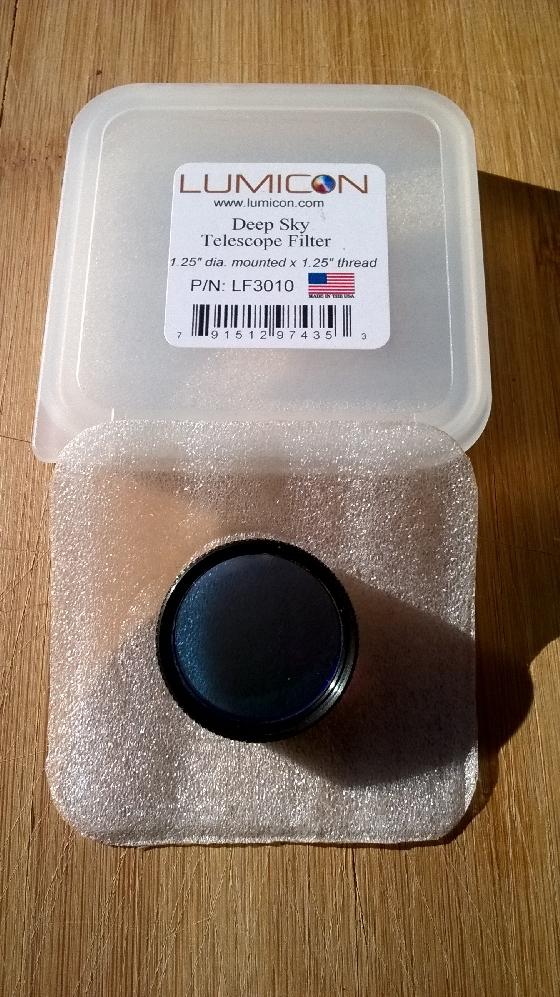 LUMICON
www.lumicon.com
Deep Sky
Telescope Filter
1.25" dia. mounted x 1.25" thread
P/N: LF3010
MADE IN THE USA
7 91512 97435 3